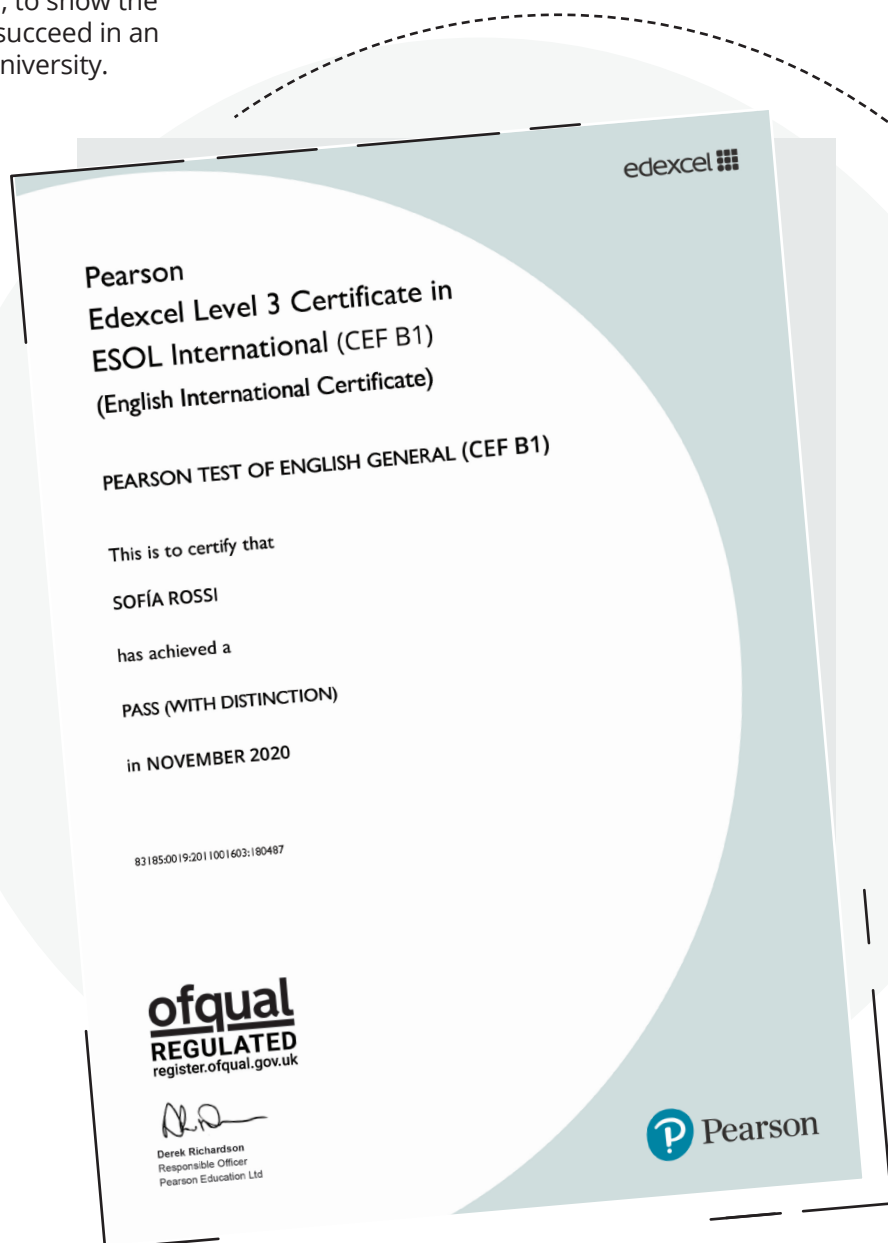 , to show the
succeed in an
niversity.
edexcel
Pearson
Edexcel Level 3 Certificate in
ESOL International (CEF B1)
(English International Certificate)
PEARSON TEST OF ENGLISH GENERAL (CEF B1)
This is to certify that
SOFÍA ROSSI
has achieved a
PASS (WITH DISTINCTION)
in NOVEMBER 2020
83185:0019:2011001603:180487
ofqual
REGULATED
register.ofqual.gov.uk
Derek Richardson
Responsible Officer
Pearson Education Ltd
Pearson